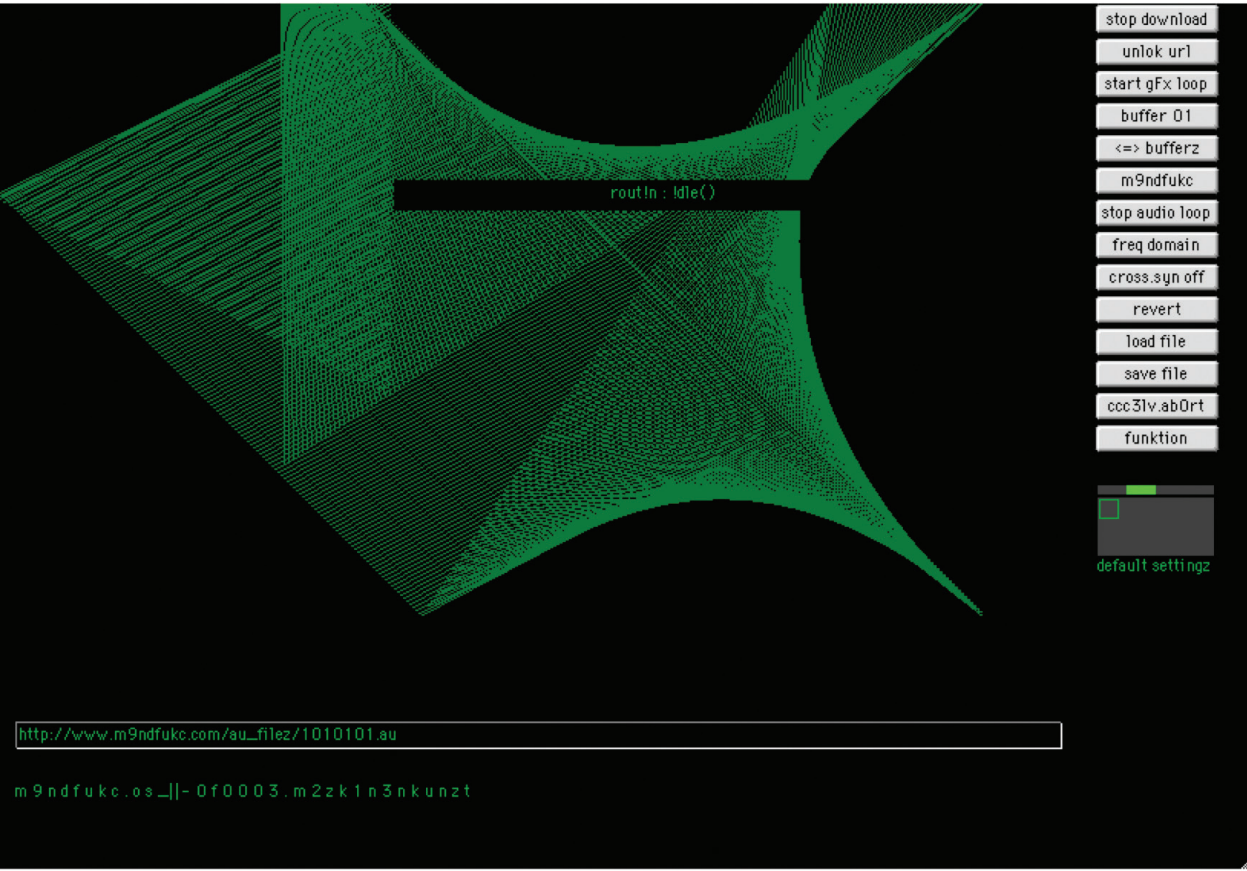 stop download
unlok url
start gFx loop
buffer 01
<=> bufferz
m9ndfukc
stop audio loop
freq domain
cross.syn off
revert
load file
save file
ccc3lv.ab0rt
funktion
default settingz
rout!n : !dle()
http://www.m9ndfukc.com/au_filez/1010101.au
m9ndfukc.os_||-0f0003.m2zk1n3nkunzt